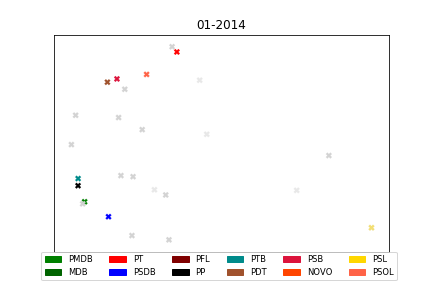 01-2014
PMDB PT PFL PTB PSB PSL
MDB PSDB PP PDT NOVO PSOL